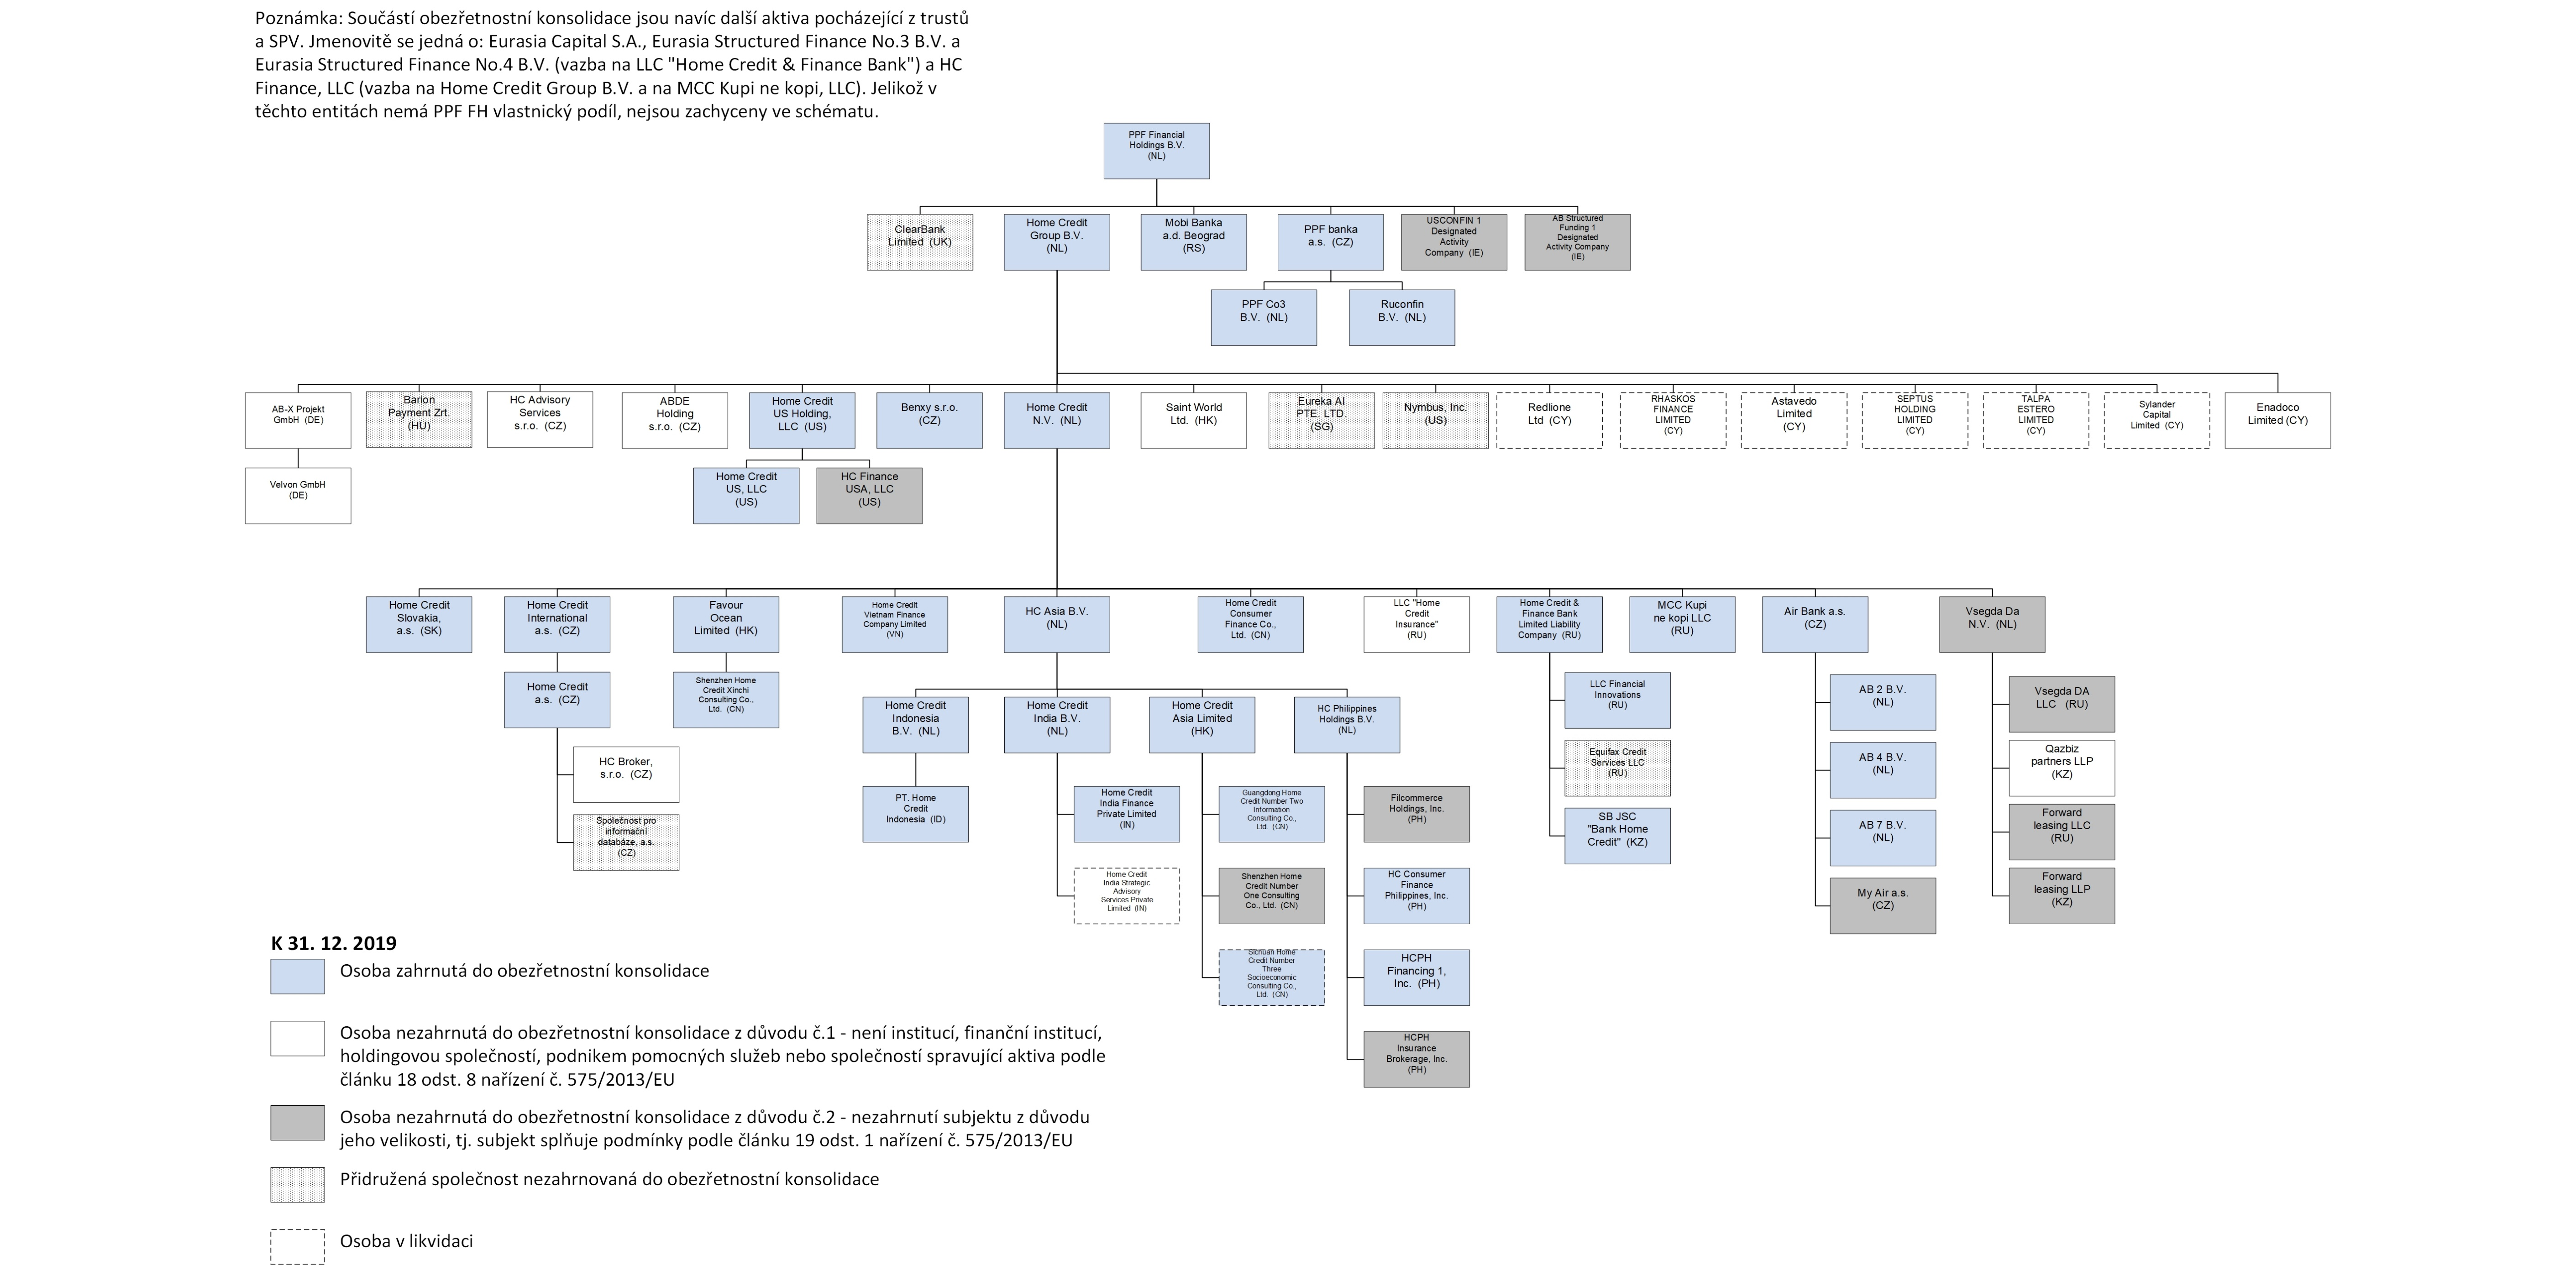 Poznámka: Součástí obezřetnostní konsolidace jsou navíc další aktiva pocházející z trustů
a SPV. Jmenovitě se jedná o: Eurasia Capital S.A., Eurasia Structured Finance No.3 B.V. a
Eurasia Structured Finance No.4 B.V. (vazba na LLC "Home Credit & Finance Bank") a HC
Finance, LLC (vazba na Home Credit Group B.V. a na MCC Kupi ne kopi, LLC). Jelikož v
těchto entitách nemá PPF FH vlastnický podíl, nejsou zachyceny ve schématu.
PPF Financial
Holdings B.V.
(NL)
ClearBank
Limited (UK)
Home Credit
Group B.V.
(NL)
Mobi Banka
a.d. Beograd
(RS)
PPF banka
a.s. (CZ)
USCONFIN 1
Designated
Activity
Company (IE)
AB Structured
Funding 1
Designated
Activity Company
(IE)
PPF Co3
B.V. (NL)
Ruconfin
B.V. (NL)
AB-X Projekt
GmbH (DE)
Barion
Payment Zrt.
(HU)
HC Advisory
Services
s.r.o. (CZ)
ABDE
Holding
s.r.o. (CZ)
Home Credit
US Holding,
LLC (US)
Benxy s.r.o.
(CZ)
Home Credit
N.V. (NL)
Saint World
Ltd. (HK)
Eureka AI
PTE. LTD.
(SG)
Nymbus, Inc.
(US)
Redlione
Ltd (CY)
RHASKOS
FINANCE
LIMITED
(CY)
Astavedo
Limited
(CY)
SEPTUS
HOLDING
LIMITED
(CY)
TALPA
ESTERO
LIMITED
(CY)
Sylander
Capital
Limited (CY)
Enadoco
Limited (CY)
Velvon GmbH
(DE)
Home Credit
US, LLC
(US)
HC Finance
USA, LLC
(US)
Home Credit
Slovakia,
a.s. (SK)
Home Credit
International
a.s. (CZ)
Favour
Ocean
Limited (HK)
Home Credit
Vietnam Finance
Company Limited
(VN)
HC Asia B.V.
(NL)
Home Credit
Consumer
Finance Co.,
Ltd. (CN)
LLC "Home
Credit
Insurance"
(RU)
Home Credit &
Finance Bank
Limited Liability
Company (RU)
MCC Kupi
ne kopi LLC
(RU)
Air Bank a.s.
(CZ)
Vsegda Da
N.V. (NL)
Home Credit
a.s. (CZ)
Shenzhen Home
Credit Xinchi
Consulting Co.,
Ltd. (CN)
HC Broker,
s.r.o. (CZ)
Společnost pro
informační
databáze, a.s.
(CZ)
Home Credit
Indonesia
B.V. (NL)
Home Credit
India B.V.
(NL)
Home Credit
Asia Limited
(HK)
HC Philippines
Holdings B.V.
(NL)
PT. Home
Credit
Indonesia (ID)
Home Credit
India Finance
Private Limited
(IN)
Home Credit
India Strategic
Advisory
Services Private
Limited (IN)
Guangdong Home
Credit Number Two
Information
Consulting Co.,
Ltd. (CN)
Shenzhen Home
Credit Number
One Consulting
Co., Ltd. (CN)
Sichuan Home
Credit Number
Three
Socioeconomic
Consulting Co.,
Ltd. (CN)
Filcommerce
Holdings, Inc.
(PH)
HC Consumer
Finance
Philippines, Inc.
(PH)
HCPH
Financing 1,
Inc. (PH)
HCPH
Insurance
Brokerage, Inc.
(PH)
LLC Financial
Innovations
(RU)
Equifax Credit
Services LLC
(RU)
SB JSC
"Bank Home
Credit" (KZ)
AB 2 B.V.
(NL)
AB 4 B.V.
(NL)
AB 7 B.V.
(NL)
My Air a.s.
(CZ)
Vsegda DA
LLC (RU)
Qazbiz
partners LLP
(KZ)
Forward
leasing LLC
(RU)
Forward
leasing LLP
(KZ)
K 31. 12. 2019
Osoba zahrnutá do obezřetnostní konsolidace
Osoba nezahrnutá do obezřetnostní konsolidace z důvodu č.1 - není institucí, finanční institucí,
holdingovou společností, podnikem pomocných služeb nebo společností spravující aktiva podle
článku 18 odst. 8 nařízení č. 575/2013/EU
Osoba nezahrnutá do obezřetnostní konsolidace z důvodu č.2 - nezahrnutí subjektu z důvodu
jeho velikosti, tj. subjekt splňuje podmínky podle článku 19 odst. 1 nařízení č. 575/2013/EU
Přidružená společnost nezahrnovaná do obezřetnostní konsolidace
Osoba v likvidaci